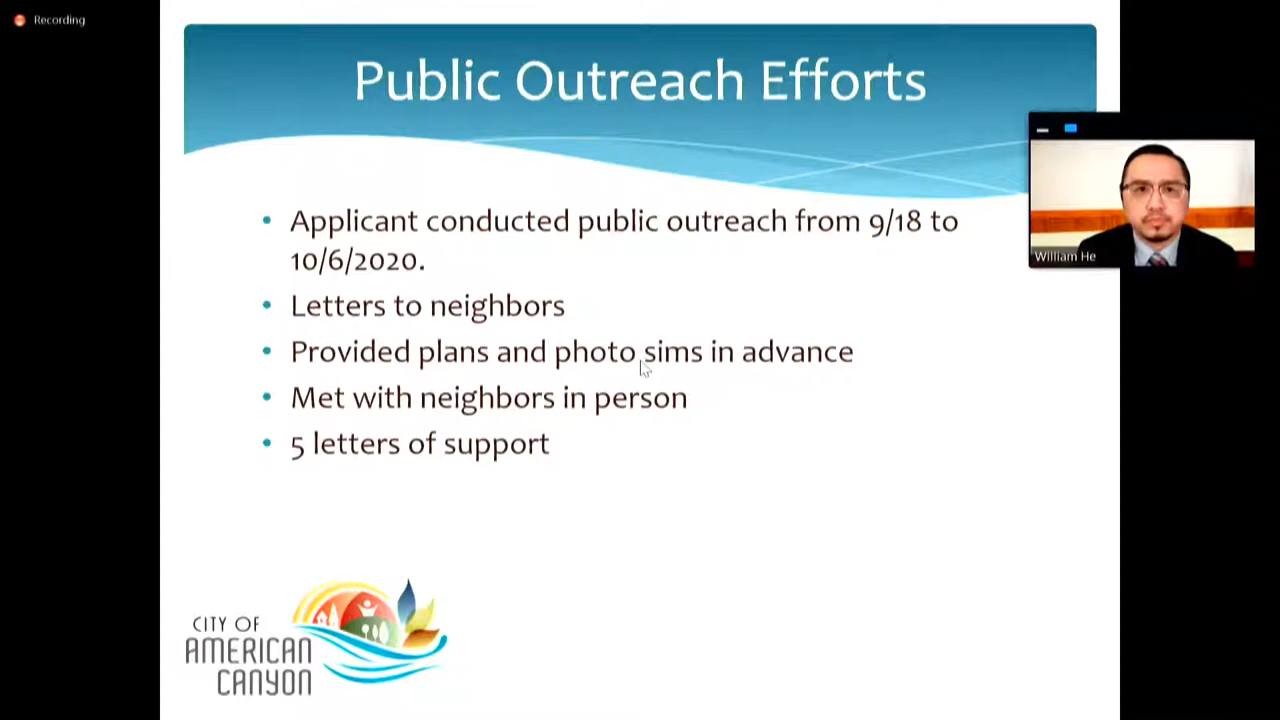 Recording
Public Outreach Efforts
Applicant conducted public outreach from 9/18 to
10/6/2020.
Letters to neighbors
Provided plans and photo sims in advance
Met with neighbors in person
5 letters of support
William He
CITY OF
AMERICAN
CANYON